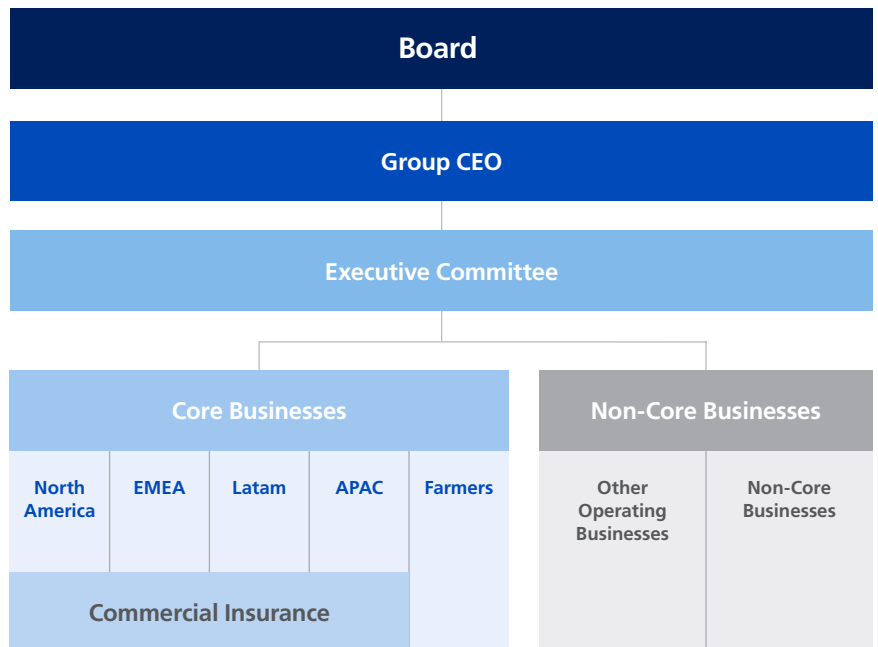 Board
Group CEO
Executive Committee
Core Businesses
Non-Core Businesses
North
America
EMEA
Latam
APAC
Farmers
Other
Operating
Businesses
Non-Core
Businesses
Commercial Insurance